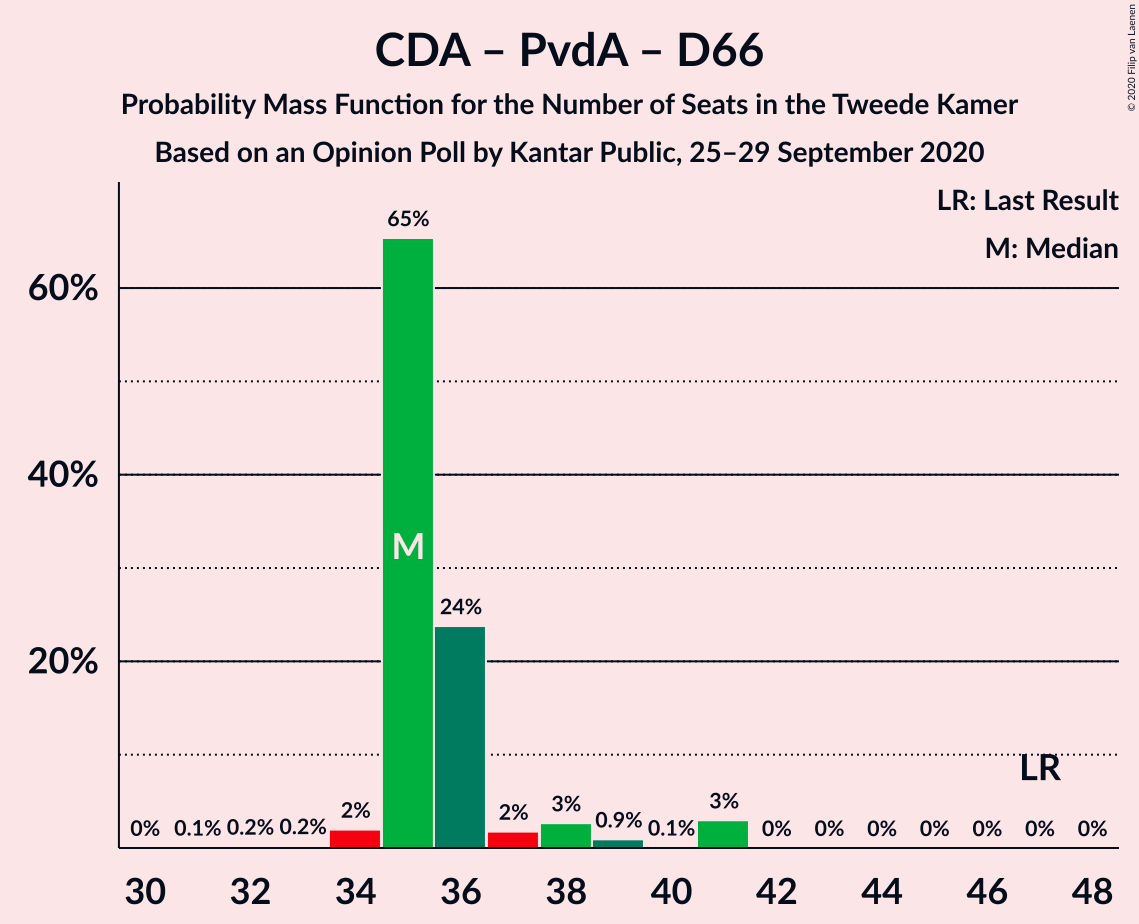 CDA – PvdA – D66
Probability Mass Function for the Number of Seats in the Tweede Kamer
Based on an Opinion Poll by Kantar Public, 25–29 September 2020
© 2020 Filip van Laenen
LR: Last Result
M: Median
60%
40%
20%
0% 0.1% 0.2% 0.2% 2% 65% 24% 2% 3% 0.9% 0.1% 3% 0% 0% 0% 0% 0% 0% 0%
M
LR
30 32 34 36 38 40 42 44 46 48